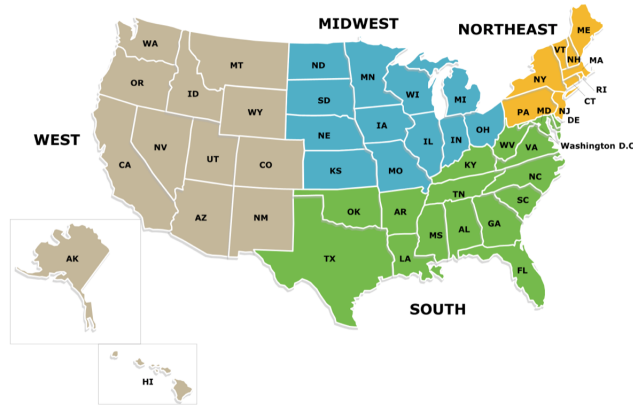 MIDWEST
NORTHEAST
WEST
SOUTH
WA
OR
CA
NV
ID
MT
WY
UT
CO
AZ
NM
AK
HI
ND
SD
NE
KS
MN
IA
MO
WI
IL
MI
IN
OH
TX
OK
AR
LA
MS
AL
TN
KY
GA
FL
SC
NC
VA
WV
MD
DE
Washington D.C
PA
NJ
NY
CT
RI
MA
VT
NH
ME